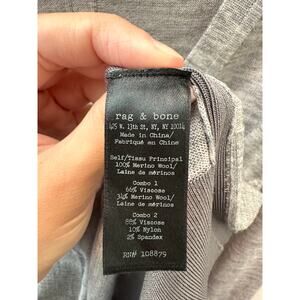 rag & bone
425 W. 13th St, NY, NY 10014
Made in China/
Fabriqué en Chine
Self/Tissu Principal
100% Merino Wool/
Laine de mérinos
Combo 1
66% Viscose
34% Merino Wool/
Laine de mérinos
Combo 2
88% Viscose
10% Nylon
2% Spandex
RN# 108879